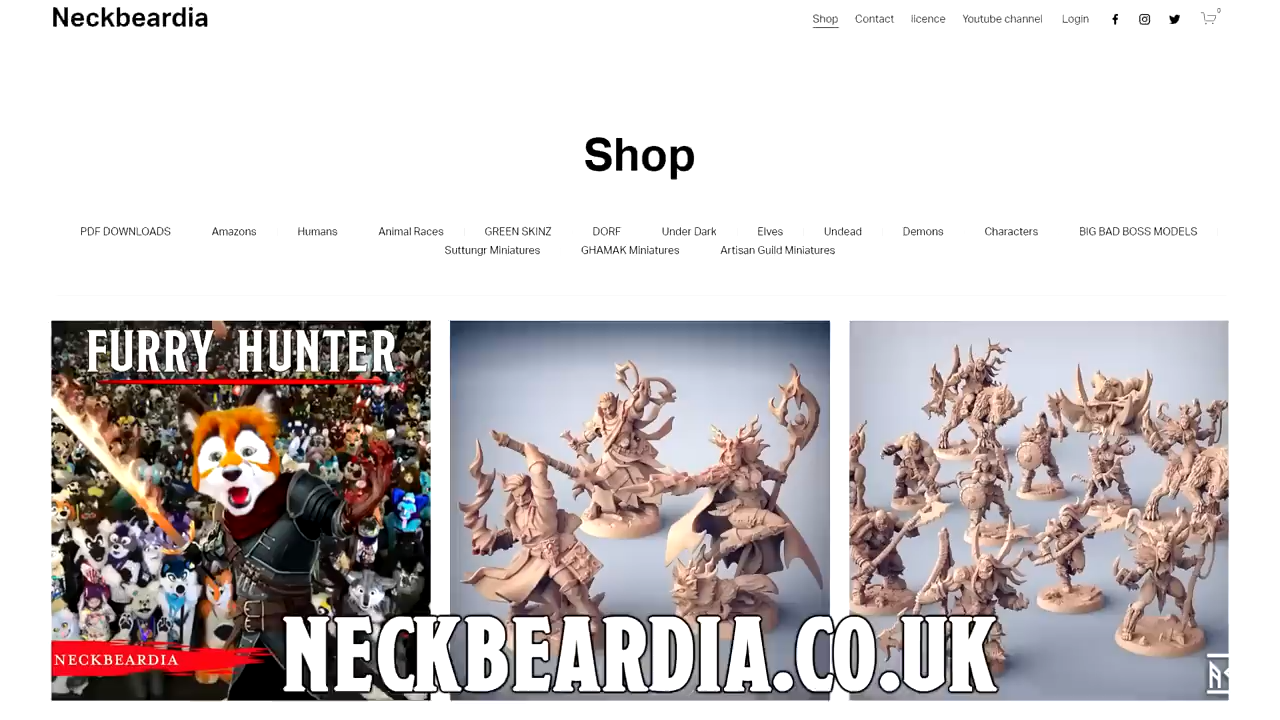 Neckbeardia
Shop Contact licence Youtube channel Login 0
Shop
PDF DOWNLOADS Amazons Humans Animal Races GREEN SKINZ DORF Under Dark Elves Undead Demons Characters BIG BAD BOSS MODELS
Suttungr Miniatures GHAMAK Miniatures Artisan Guild Miniatures
FURRY HUNTER
NECKBEARDIA
NECKBEARDIA.CO.UK